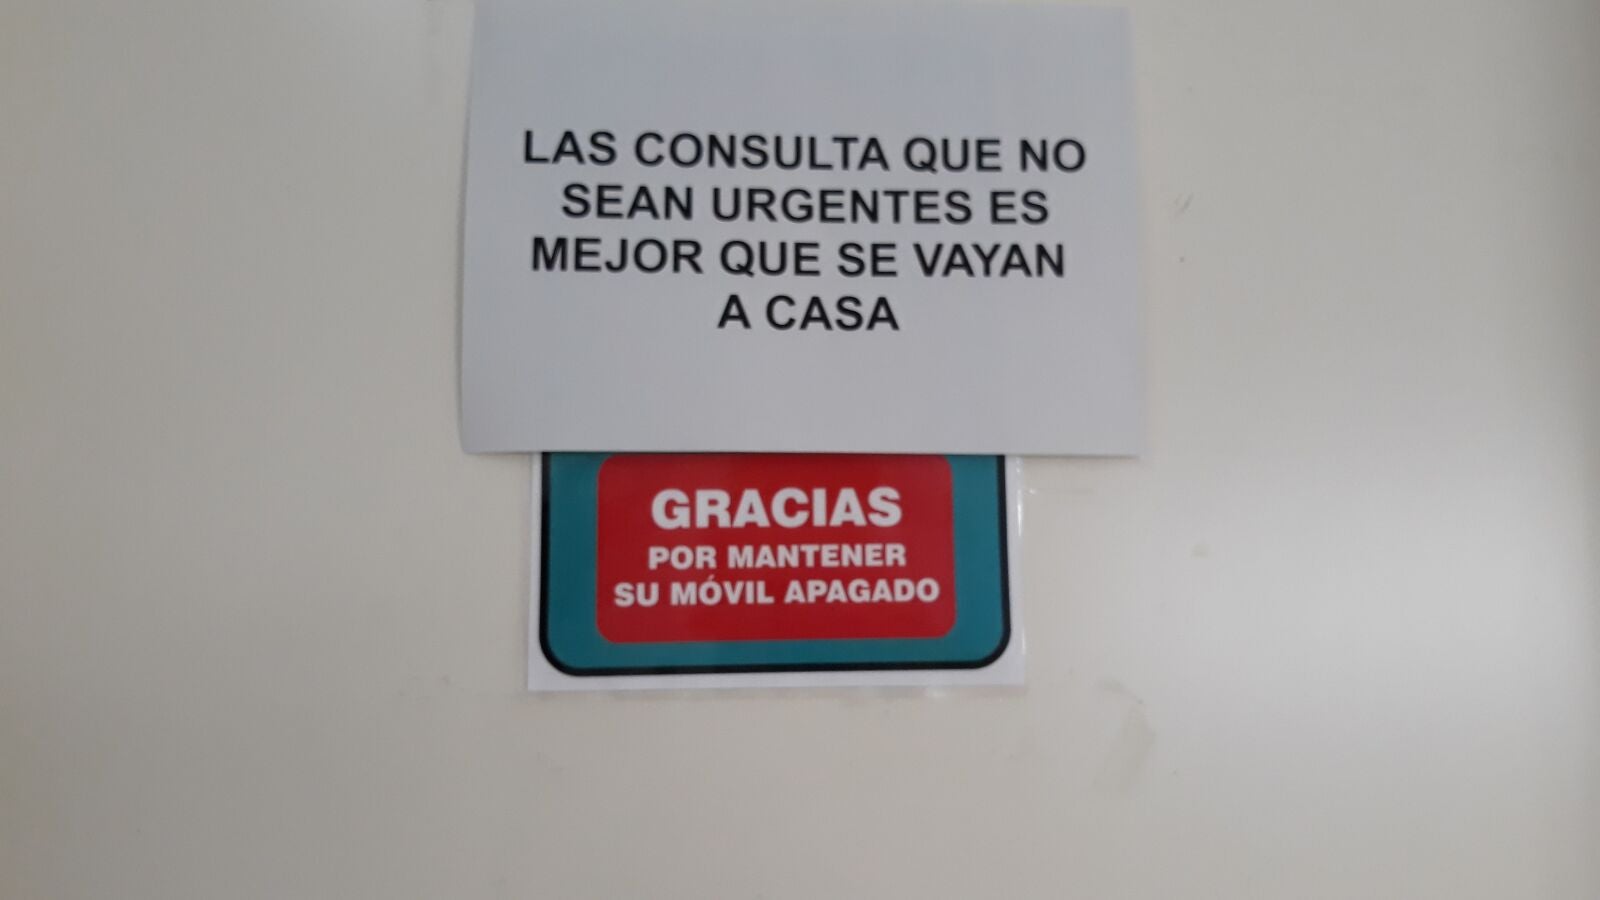 LAS CONSULTA QUE NO
SEAN URGENTES ES
MEJOR QUE SE VAYAN
A CASA
GRACIAS
POR MANTENER
SU MÓVIL APAGADO